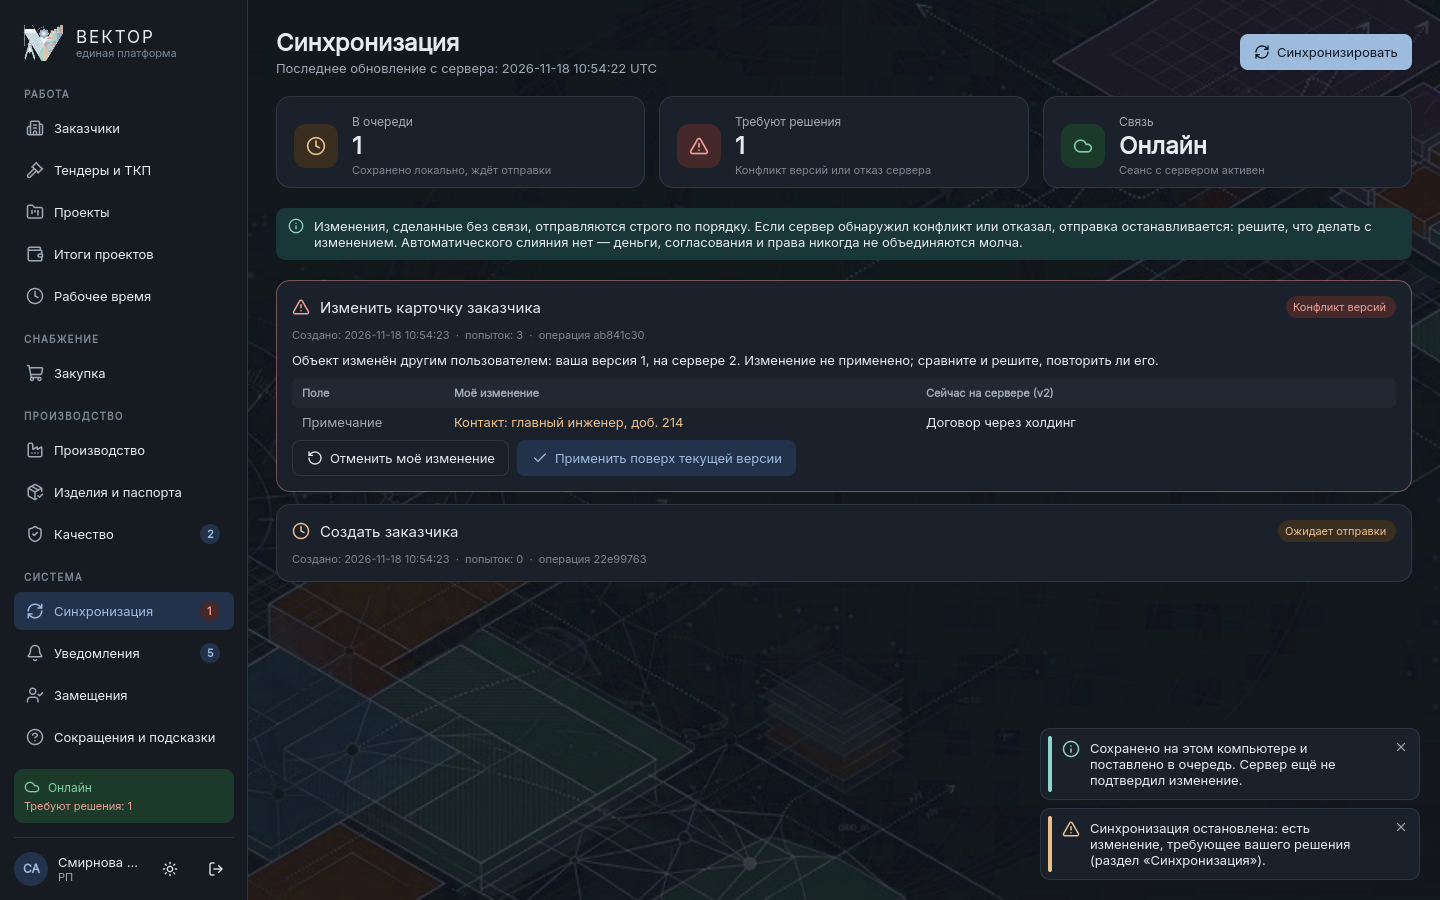 ВЕКТОР
единая платформа
РАБОТА
Заказчики
Тендеры и ТКП
Проекты
Итоги проектов
Рабочее время
СНАБЖЕНИЕ
Закупка
ПРОИЗВОДСТВО
Производство
Изделия и паспорта
Качество 2
СИСТЕМА
Синхронизация 1
Уведомления 5
Замещения
Сокращения и подсказки
Онлайн
Требуют решения: 1
СА
Смирнова ...
РП
Синхронизация
Последнее обновление с сервера: 2026-11-18 10:54:22 UTC
Синхронизировать
В очереди
1
Сохранено локально, ждёт отправки
Требуют решения
1
Конфликт версий или отказ сервера
Связь
Онлайн
Сеанс с сервером активен
Изменения, сделанные без связи, отправляются строго по порядку. Если сервер обнаружил конфликт или отказал, отправка останавливается: решите, что делать с
изменением. Автоматического слияния нет — деньги, согласования и права никогда не объединяются молча.
Изменить карточку заказчика
Конфликт версий
Создано: 2026-11-18 10:54:23 · попыток: 3 · операция ab841c30
Объект изменён другим пользователем: ваша версия 1, на сервере 2. Изменение не применено; сравните и решите, повторить ли его.
Поле Моё изменение Сейчас на сервере (v2)
Примечание Контакт: главный инженер, доб. 214 Договор через холдинг
Отменить моё изменение
Применить поверх текущей версии
Создать заказчика
Ожидает отправки
Создано: 2026-11-18 10:54:23 · попыток: 0 · операция 22e99763
Сохранено на этом компьютере и
поставлено в очередь. Сервер ещё не
подтвердил изменение.
Синхронизация остановлена: есть
изменение, требующее вашего решения
(раздел «Синхронизация»).